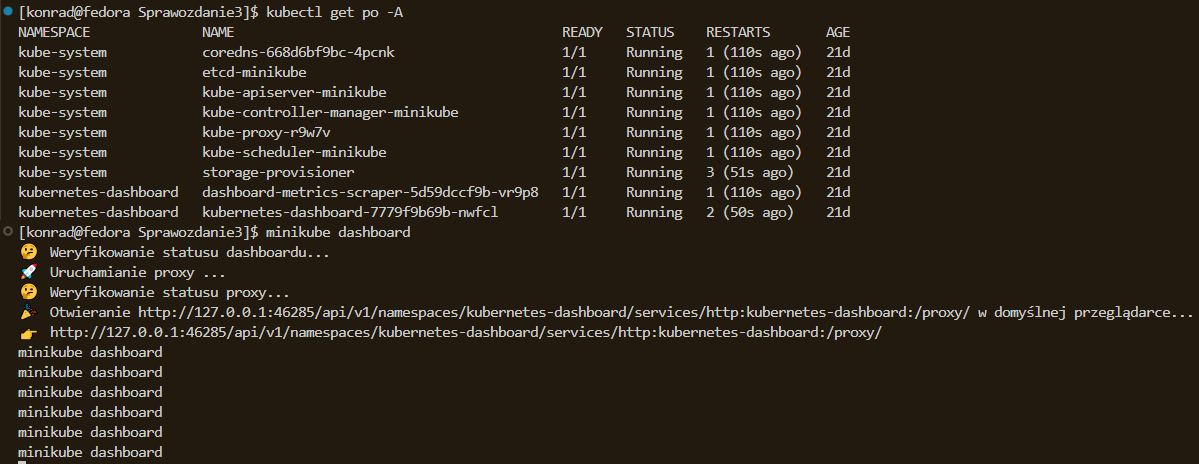 [konrad@fedora Sprawozdanie3]$ kubectl get po -A
NAMESPACE NAME READY STATUS RESTARTS AGE
kube-system coredns-668d6bf9bc-4pcnk 1/1 Running 1 (110s ago) 21d
kube-system etcd-minikube 1/1 Running 1 (110s ago) 21d
kube-system kube-apiserver-minikube 1/1 Running 1 (110s ago) 21d
kube-system kube-controller-manager-minikube 1/1 Running 1 (110s ago) 21d
kube-system kube-proxy-r9w7v 1/1 Running 1 (110s ago) 21d
kube-system kube-scheduler-minikube 1/1 Running 1 (110s ago) 21d
kube-system storage-provisioner 1/1 Running 3 (51s ago) 21d
kubernetes-dashboard dashboard-metrics-scraper-5d59dccf9b-vr9p8 1/1 Running 1 (110s ago) 21d
kubernetes-dashboard kubernetes-dashboard-7779f9b69b-nwfcl 1/1 Running 2 (50s ago) 21d
[konrad@fedora Sprawozdanie3]$ minikube dashboard
🤔 Weryfikowanie statusu dashboardu...
🚀 Uruchamianie proxy ...
🤔 Weryfikowanie statusu proxy...
🎉 Otwieranie http://127.0.0.1:46285/api/v1/namespaces/kubernetes-dashboard/services/http:kubernetes-dashboard:/proxy/ w domyślnej przeglądarce...
👉 http://127.0.0.1:46285/api/v1/namespaces/kubernetes-dashboard/services/http:kubernetes-dashboard:/proxy/
minikube dashboard
minikube dashboard
minikube dashboard
minikube dashboard
minikube dashboard
minikube dashboard